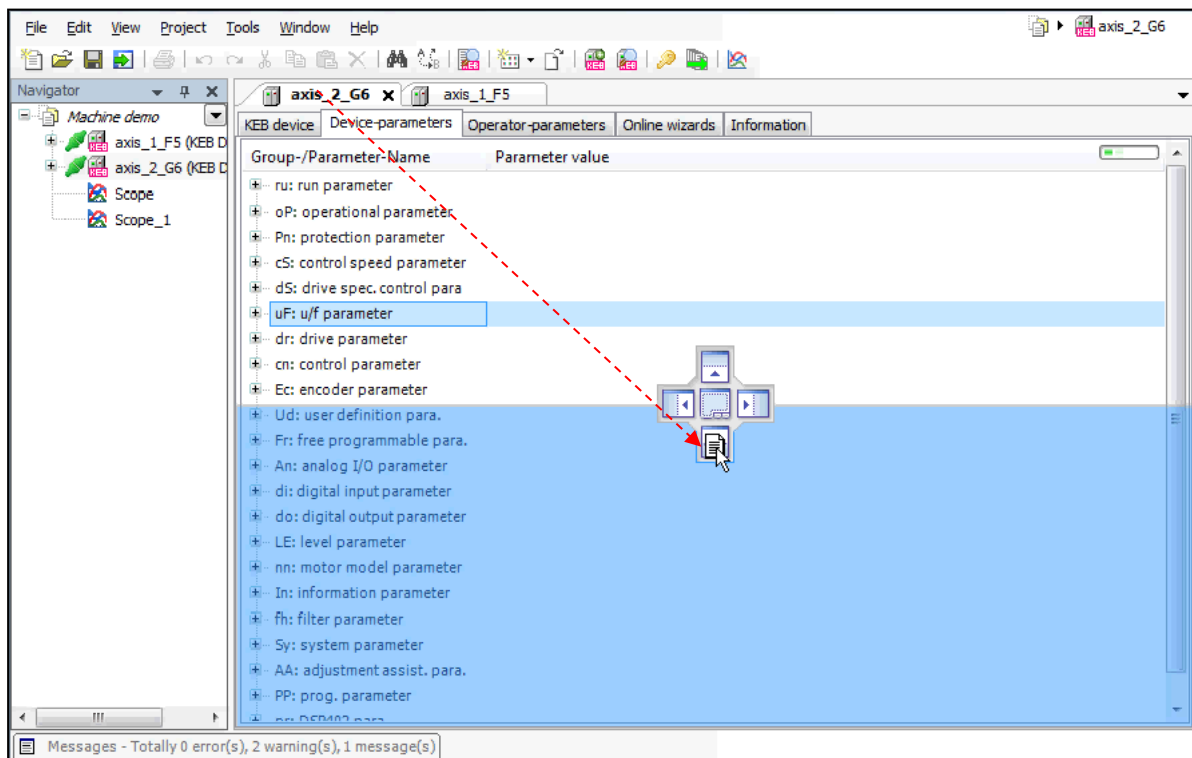 File Edit View Project Tools Window Help
axis_2_G6
Navigator
axis_2_G6 axis_1_F5
Machine demo
axis_1_F5 (KEB D
axis_2_G6 (KEB D
Scope
Scope_1
KEB device Device-parameters Operator-parameters Online wizards Information
Group-/Parameter-Name Parameter value
ru: run parameter
oP: operational parameter
Pn: protection parameter
cS: control speed parameter
dS: drive spec. control para
uF: u/f parameter
dr: drive parameter
cn: control parameter
Ec: encoder parameter
Ud: user definition para.
Fr: free programmable para.
An: analog I/O parameter
di: digital input parameter
do: digital output parameter
LE: level parameter
nn: motor model parameter
In: information parameter
fh: filter parameter
Sy: system parameter
AA: adjustment assist. para.
PP: prog. parameter
Messages - Totally 0 error(s), 2 warning(s), 1 message(s)